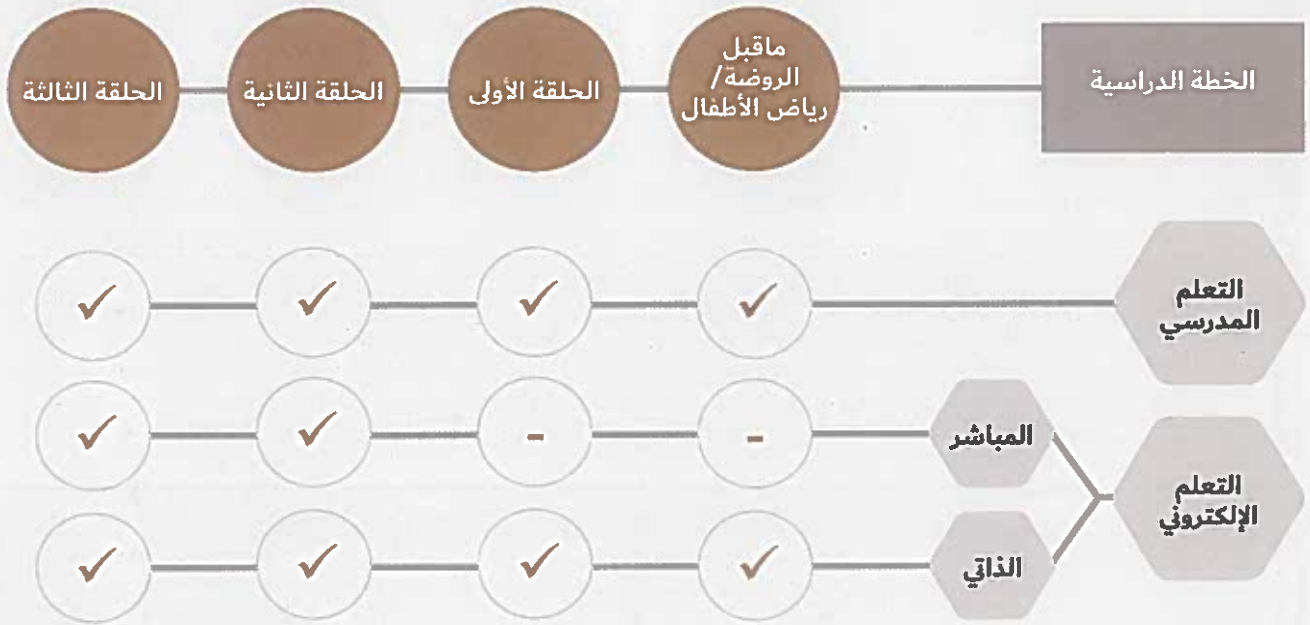 الخطة الدراسية
ماقبل
الروضة/
رياض الأطفال
الحلقة الأولى
الحلقة الثانية
الحلقة الثالثة
التعلم
المدرسي
✓ ✓ ✓ ✓
التعلم
الإلكتروني
المباشر
- - ✓ ✓
الذاتي
✓ ✓ ✓ ✓